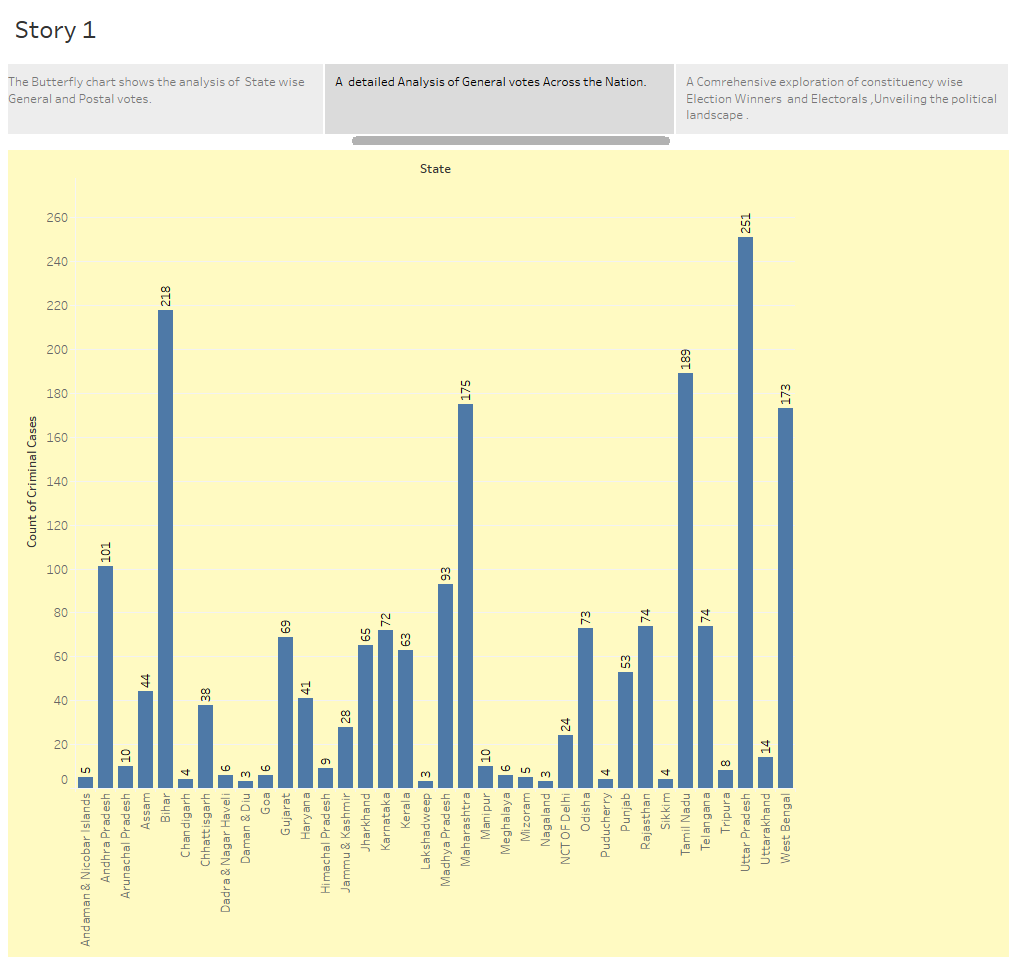 Story 1
The Butterfly chart shows the analysis of State wise
General and Postal votes.
A detailed Analysis of General votes Across the Nation.
A Comrehensive exploration of constituency wise
Election Winners and Electorals ,Unveiling the political
landscape .
State
Count of Criminal Cases
260
240
220
200
180
160
140
120
100
80
60
40
20
0
5
101
10
44
218
4
38
6
3
6
69
41
9
28
65
72
63
3
93
175
10
6
5
3
24
73
4
53
74
4
189
74
8
251
14
173
Andaman & Nicobar Islands
Andhra Pradesh
Arunachal Pradesh
Assam
Bihar
Chandigarh
Chhattisgarh
Dadra & Nagar Haveli
Daman & Diu
Goa
Gujarat
Haryana
Himachal Pradesh
Jammu & Kashmir
Jharkhand
Karnataka
Kerala
Lakshadweep
Madhya Pradesh
Maharashtra
Manipur
Meghalaya
Mizoram
Nagaland
NCT OF Delhi
Odisha
Puducherry
Punjab
Rajasthan
Sikkim
Tamil Nadu
Telangana
Tripura
Uttar Pradesh
Uttarakhand
West Bengal